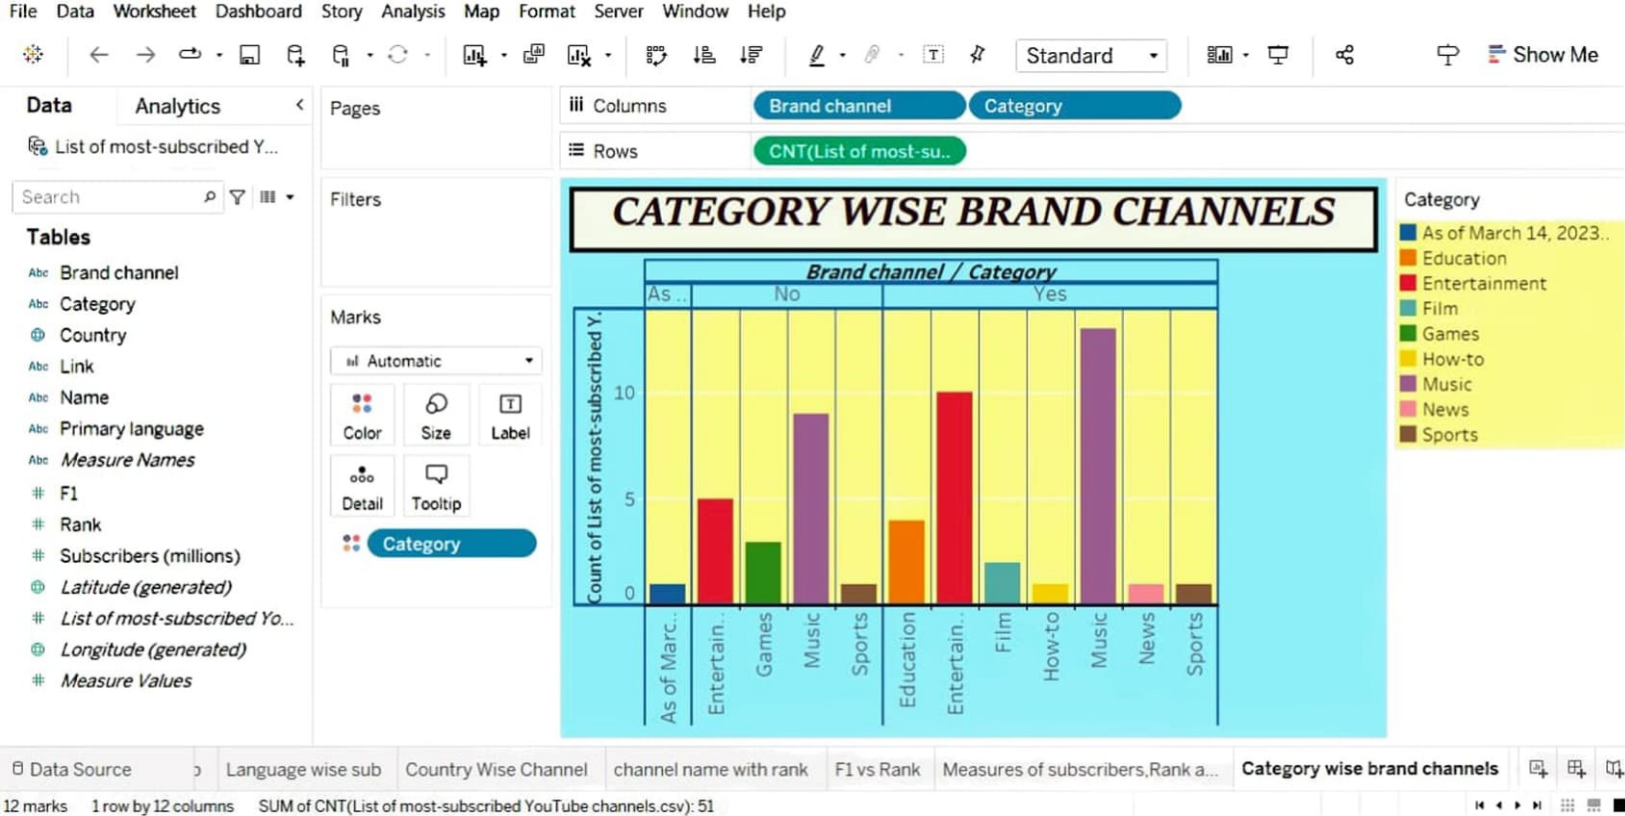 File Data Worksheet Dashboard Story Analysis Map Format Server Window Help
Standard
Show Me
Data Analytics
List of most-subscribed Y...
Search
Tables
Abc Brand channel
Abc Category
Country
Abc Link
Abc Name
Abc Primary language
Abc Measure Names
# F1
# Rank
# Subscribers (millions)
Latitude (generated)
# List of most-subscribed Yo...
Longitude (generated)
# Measure Values
Pages
Filters
Marks
Automatic
Color Size Label
Detail Tooltip
Category
Columns Brand channel Category
Rows CNT(List of most-su..
CATEGORY WISE BRAND CHANNELS
Brand channel / Category
As .. No Yes
Count of List of most-subscribed Y.
10
5
0
As of Marc..
Entertain..
Games
Music
Sports
Education
Entertain..
Film
How-to
Music
News
Sports
Category
As of March 14, 2023..
Education
Entertainment
Film
Games
How-to
Music
News
Sports
Data Source Language wise sub Country Wise Channel channel name with rank F1 vs Rank Measures of subscribers,Rank a... Category wise brand channels
12 marks 1 row by 12 columns SUM of CNT(List of most-subscribed YouTube channels.csv): 51